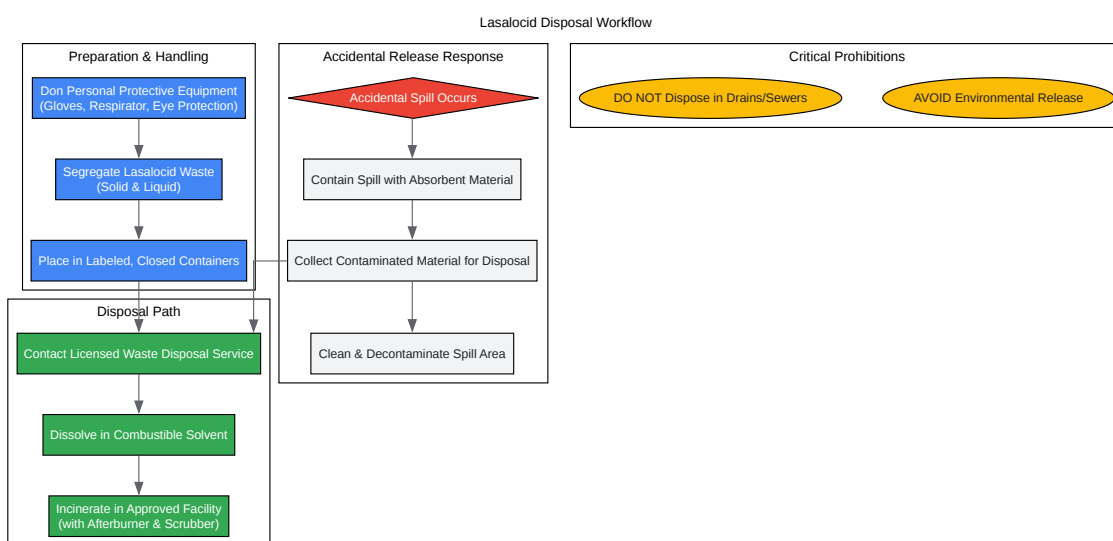 Lasalocid Disposal Workflow
Preparation & Handling
Don Personal Protective Equipment
(Gloves, Respirator, Eye Protection)
Segregate Lasalocid Waste
(Solid & Liquid)
Place in Labeled, Closed Containers
Accidental Release Response
Accidental Spill Occurs
Contain Spill with Absorbent Material
Collect Contaminated Material for Disposal
Clean & Decontaminate Spill Area
Critical Prohibitions
DO NOT Dispose in Drains/Sewers
AVOID Environmental Release
Disposal Path
Contact Licensed Waste Disposal Service
Dissolve in Combustible Solvent
Incinerate in Approved Facility
(with Afterburner & Scrubber)